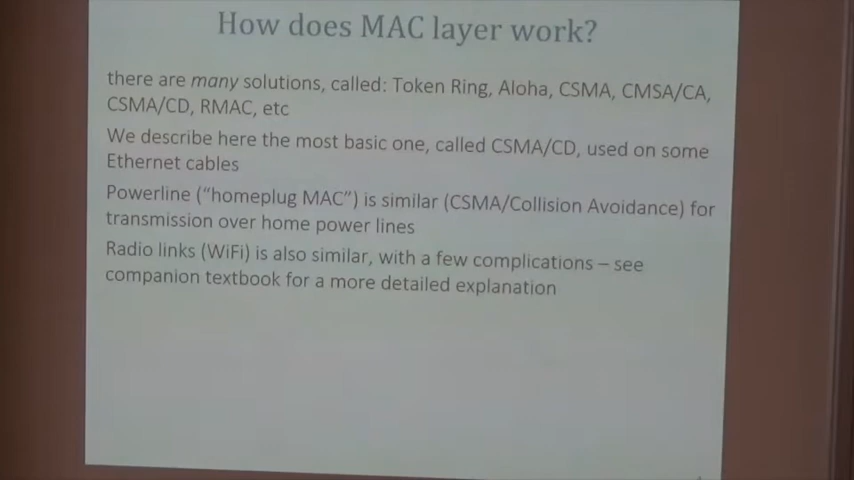 How does MAC layer work?
there are many solutions, called: Token Ring, Aloha, CSMA, CMSA/CA,
CSMA/CD, RMAC, etc
We describe here the most basic one, called CSMA/CD, used on some
Ethernet cables
Powerline (“homeplug MAC”) is similar (CSMA/Collision Avoidance) for
transmission over home power lines
Radio links (WiFi) is also similar, with a few complications – see
companion textbook for a more detailed explanation